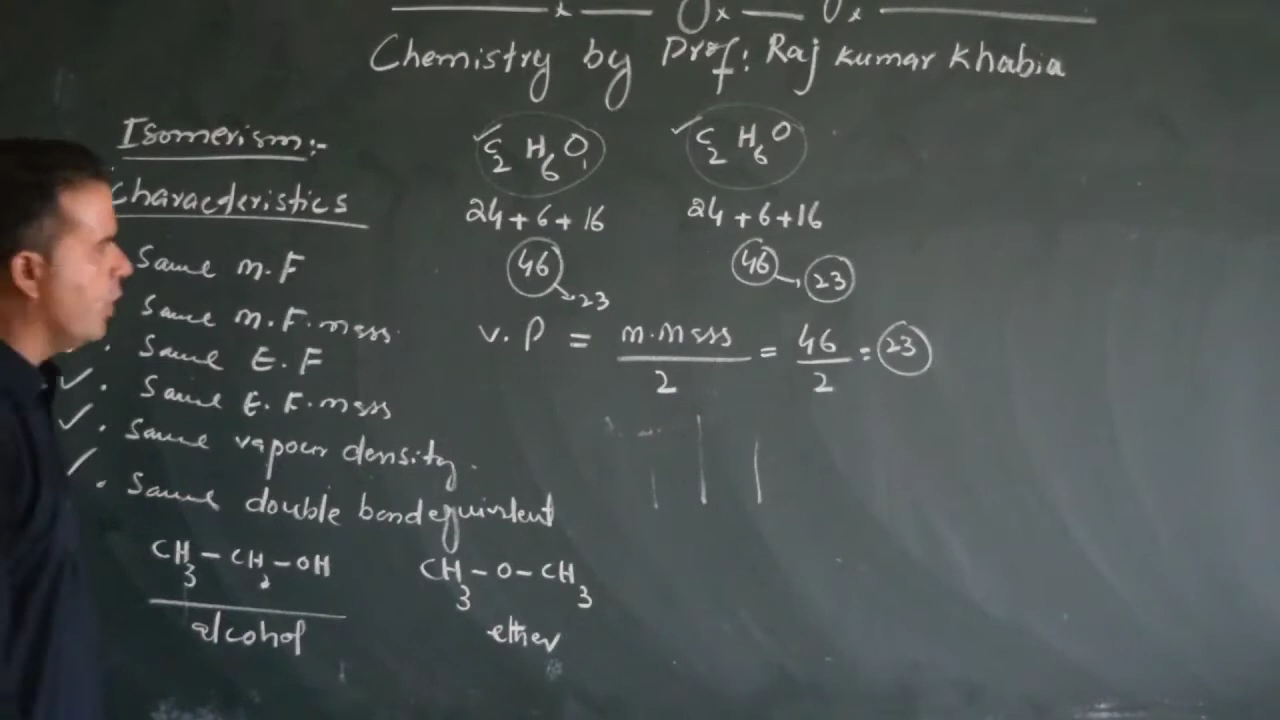 Chemistry by Prof: Raj Kumar Khabia
Isomerism:-
Characteristics
Same m.F
Same m.F.mass.
Same E.F
Same E.F.mass
Same vapour density.
Same double bond equivlent
C2H6O C2H6O
24+6+16 24+6+16
46 → 23 46 → 23
v.P = m.mass/2 = 46/2 = 23
CH3-CH2-OH CH3-O-CH3
alcohol ether